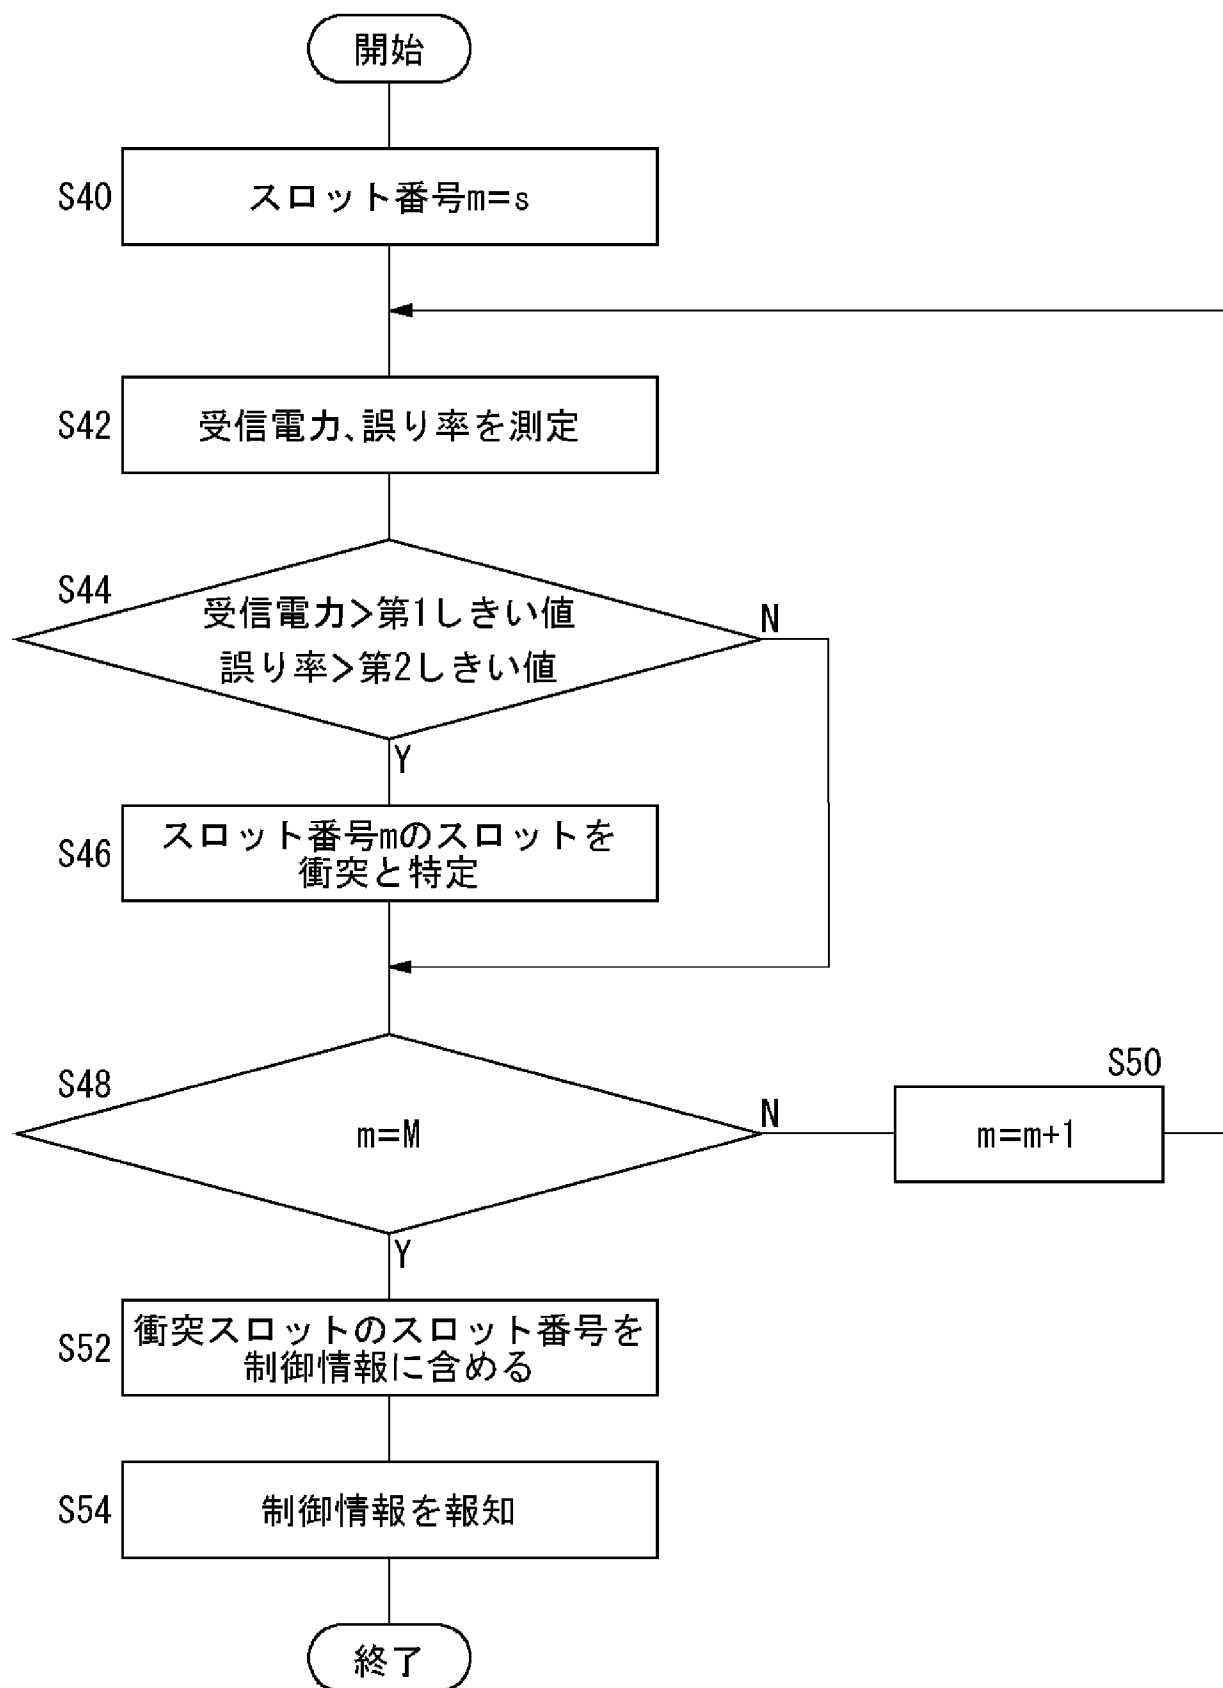 開始
S40
スロット番号m=s
S42
受信電力、誤り率を測定
S44
受信電力>第1しきい値
誤り率>第2しきい値
N
Y
S46
スロット番号mのスロットを
衝突と特定
S48
m=M
N
S50
m=m+1
Y
S52
衝突スロットのスロット番号を
制御情報に含める
S54
制御情報を報知
終了